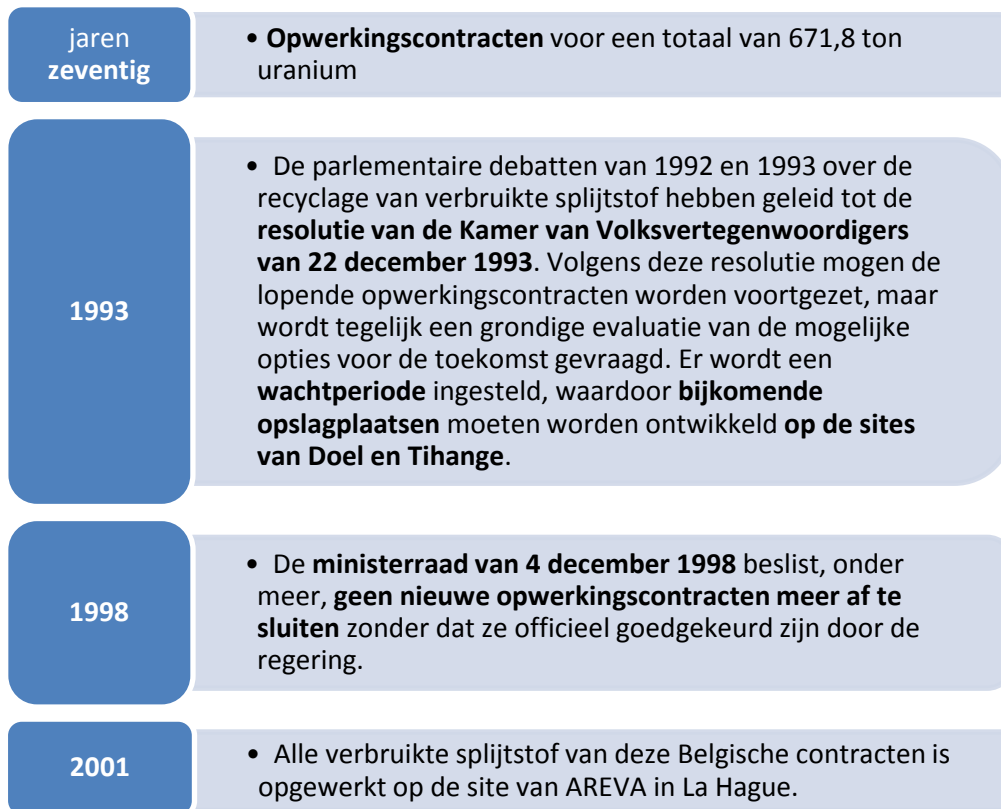 jaren
zeventig
• Opwerkingscontracten voor een totaal van 671,8 ton
uranium
1993
• De parlementaire debatten van 1992 en 1993 over de
recyclage van verbruikte splijtstof hebben geleid tot de
resolutie van de Kamer van Volksvertegenwoordigers
van 22 december 1993. Volgens deze resolutie mogen de
lopende opwerkingscontracten worden voortgezet, maar
wordt tegelijk een grondige evaluatie van de mogelijke
opties voor de toekomst gevraagd. Er wordt een
wachtperiode ingesteld, waardoor bijkomende
opslagplaatsen moeten worden ontwikkeld op de sites
van Doel en Tihange.
1998
• De ministerraad van 4 december 1998 beslist, onder
meer, geen nieuwe opwerkingscontracten meer af te
sluiten zonder dat ze officieel goedgekeurd zijn door de
regering.
2001
• Alle verbruikte splijtstof van deze Belgische contracten is
opgewerkt op de site van AREVA in La Hague.